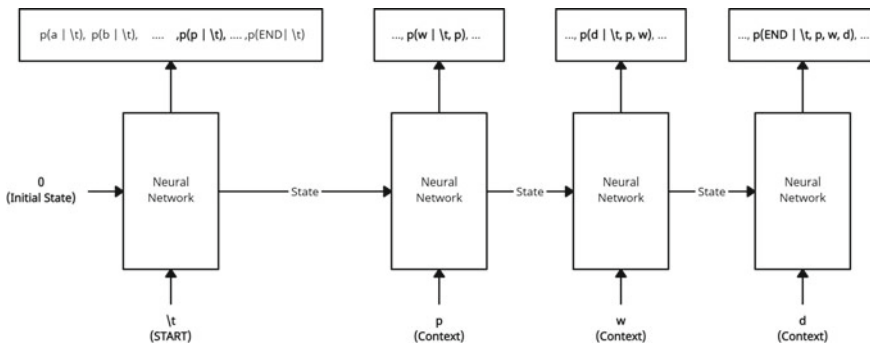 p(a | \t), p(b | \t), .... ,p(p | \t), .... ,p(END| \t)
..., p(w | \t, p), ...
..., p(d | \t, p, w), ...
..., p(END | \t, p, w, d), ...
0
(Initial State)
Neural
Network
State
Neural
Network
State
Neural
Network
State
Neural
Network
\t
(START)
p
(Context)
w
(Context)
d
(Context)